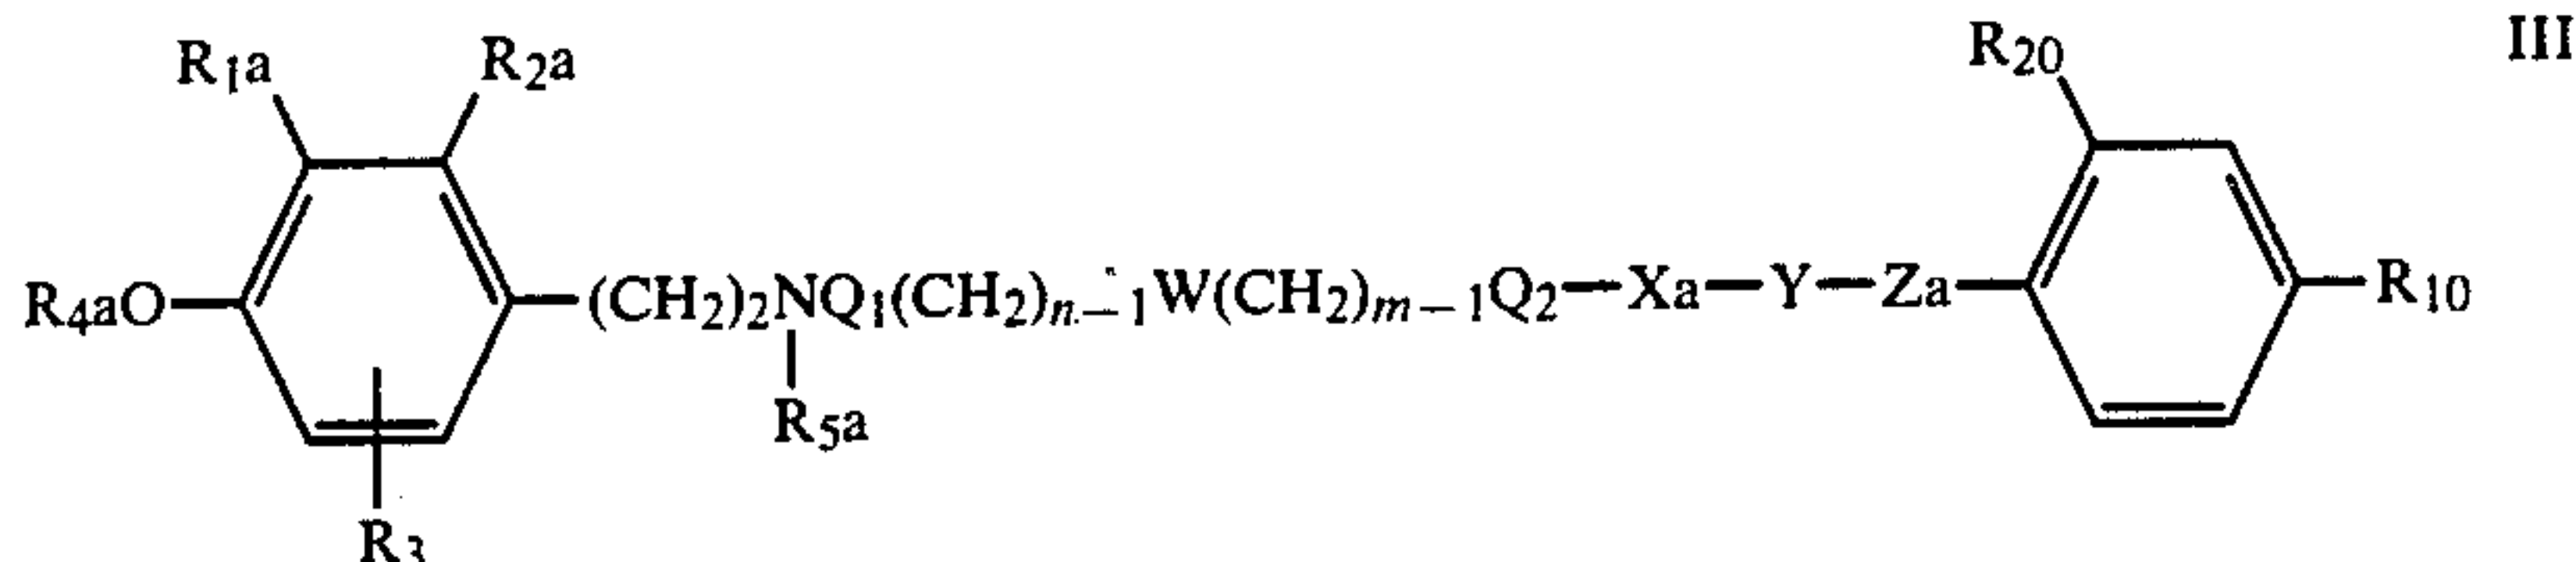 R₁a R₂a R₂₀ III
R₄aO (CH₂)₂NQ₁(CH₂)ₙ₋₁W(CH₂)ₘ₋₁Q₂—Xa—Y—Za R₁₀
R₅a
R₃